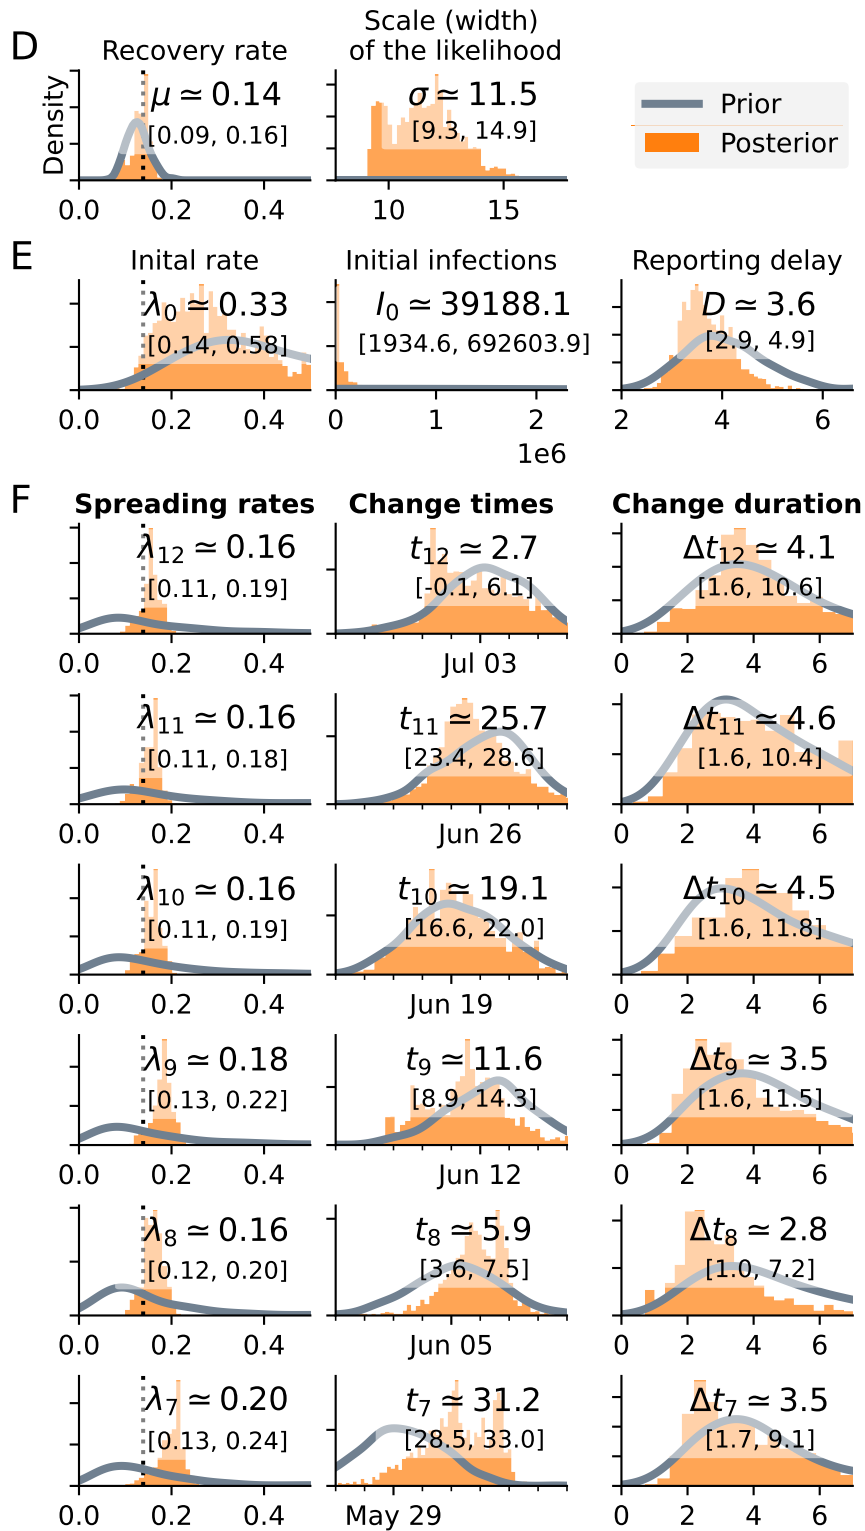 D
Recovery rate
Scale (width)
of the likelihood
Density
μ ≃ 0.14
[0.09, 0.16]
0.0 0.2 0.4
σ ≃ 11.5
[9.3, 14.9]
10 15
Prior
Posterior
E
Inital rate
λ0 ≃ 0.33
[0.14, 0.58]
0.0 0.2 0.4
Initial infections
I0 ≃ 39188.1
[1934.6, 692603.9]
0 1 2
1e6
Reporting delay
D ≃ 3.6
[2.9, 4.9]
2 4 6
F
Spreading rates Change times Change duration
λ12 ≃ 0.16
[0.11, 0.19]
0.0 0.2 0.4
t12 ≃ 2.7
[-0.1, 6.1]
Jul 03
Δt12 ≃ 4.1
[1.6, 10.6]
0 2 4 6
λ11 ≃ 0.16
[0.11, 0.18]
0.0 0.2 0.4
t11 ≃ 25.7
[23.4, 28.6]
Jun 26
Δt11 ≃ 4.6
[1.6, 10.4]
0 2 4 6
λ10 ≃ 0.16
[0.11, 0.19]
0.0 0.2 0.4
t10 ≃ 19.1
[16.6, 22.0]
Jun 19
Δt10 ≃ 4.5
[1.6, 11.8]
0 2 4 6
λ9 ≃ 0.18
[0.13, 0.22]
0.0 0.2 0.4
t9 ≃ 11.6
[8.9, 14.3]
Jun 12
Δt9 ≃ 3.5
[1.6, 11.5]
0 2 4 6
λ8 ≃ 0.16
[0.12, 0.20]
0.0 0.2 0.4
t8 ≃ 5.9
[3.6, 7.5]
Jun 05
Δt8 ≃ 2.8
[1.0, 7.2]
0 2 4 6
λ7 ≃ 0.20
[0.13, 0.24]
0.0 0.2 0.4
t7 ≃ 31.2
[28.5, 33.0]
May 29
Δt7 ≃ 3.5
[1.7, 9.1]
0 2 4 6